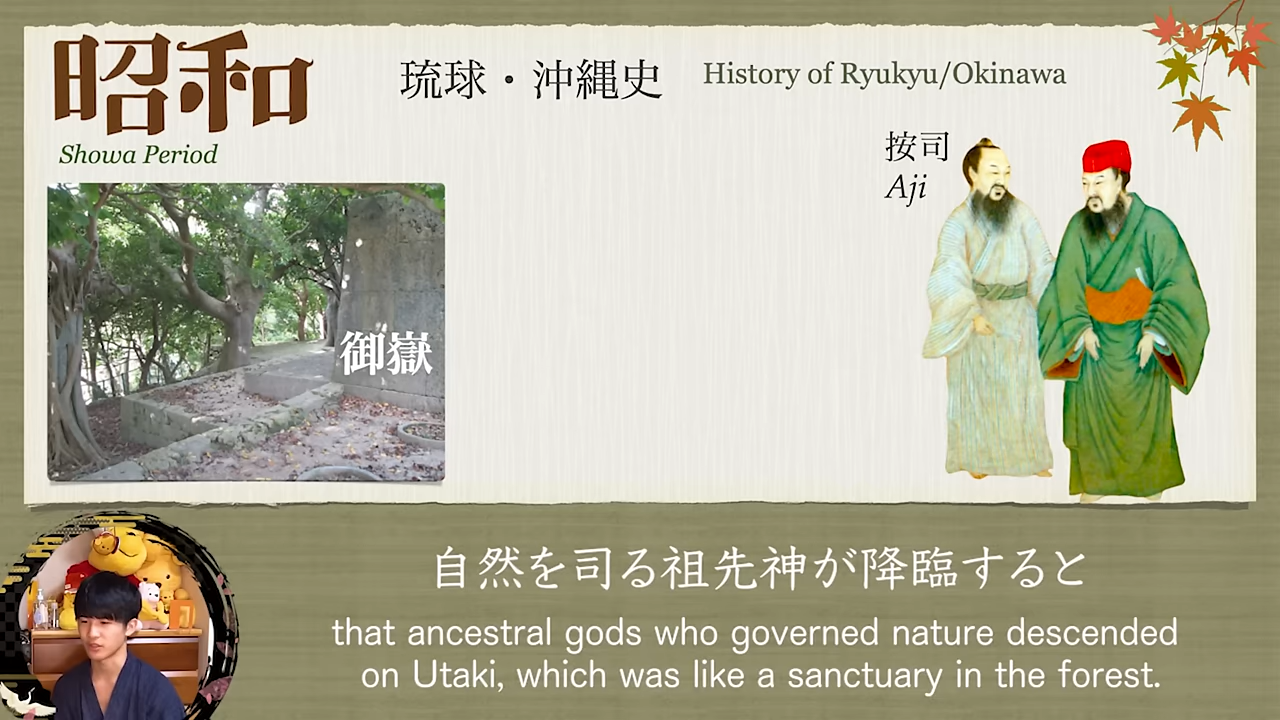 昭和
Showa Period
琉球・沖縄史
History of Ryukyu/Okinawa
按司
Aji
御嶽
自然を司る祖先神が降臨すると
that ancestral gods who governed nature descended
on Utaki, which was like a sanctuary in the forest.